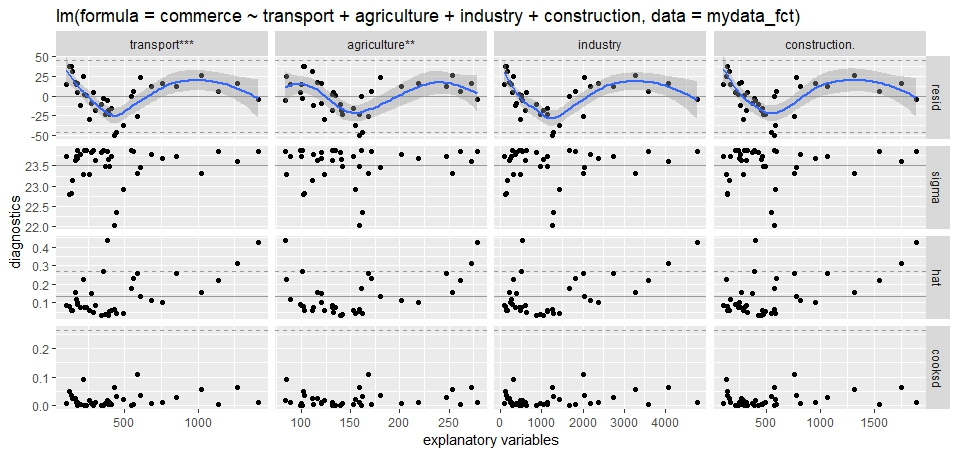 lm(formula = commerce ~ transport + agriculture + industry + construction, data = mydata_fct)
transport*** agriculture** industry construction.
50
25
0
-25
-50
resid
23.5
23.0
22.5
22.0
sigma
diagnostics
0.4
0.3
0.2
0.1
hat
0.2
0.1
0.0
cooksd
500 1000 100 150 200 250 0 1000 2000 3000 4000 500 1000 1500
explanatory variables